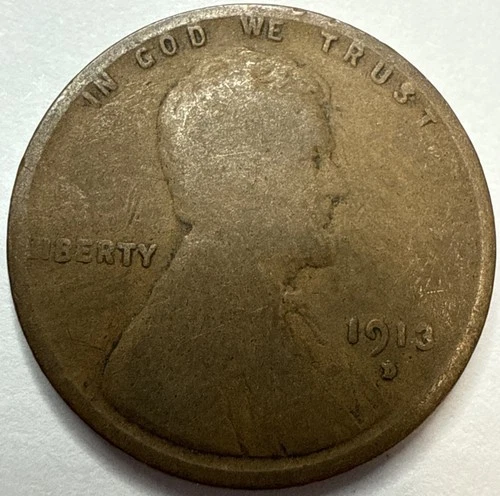 IN GOD WE TRUST
LIBERTY
1913
D